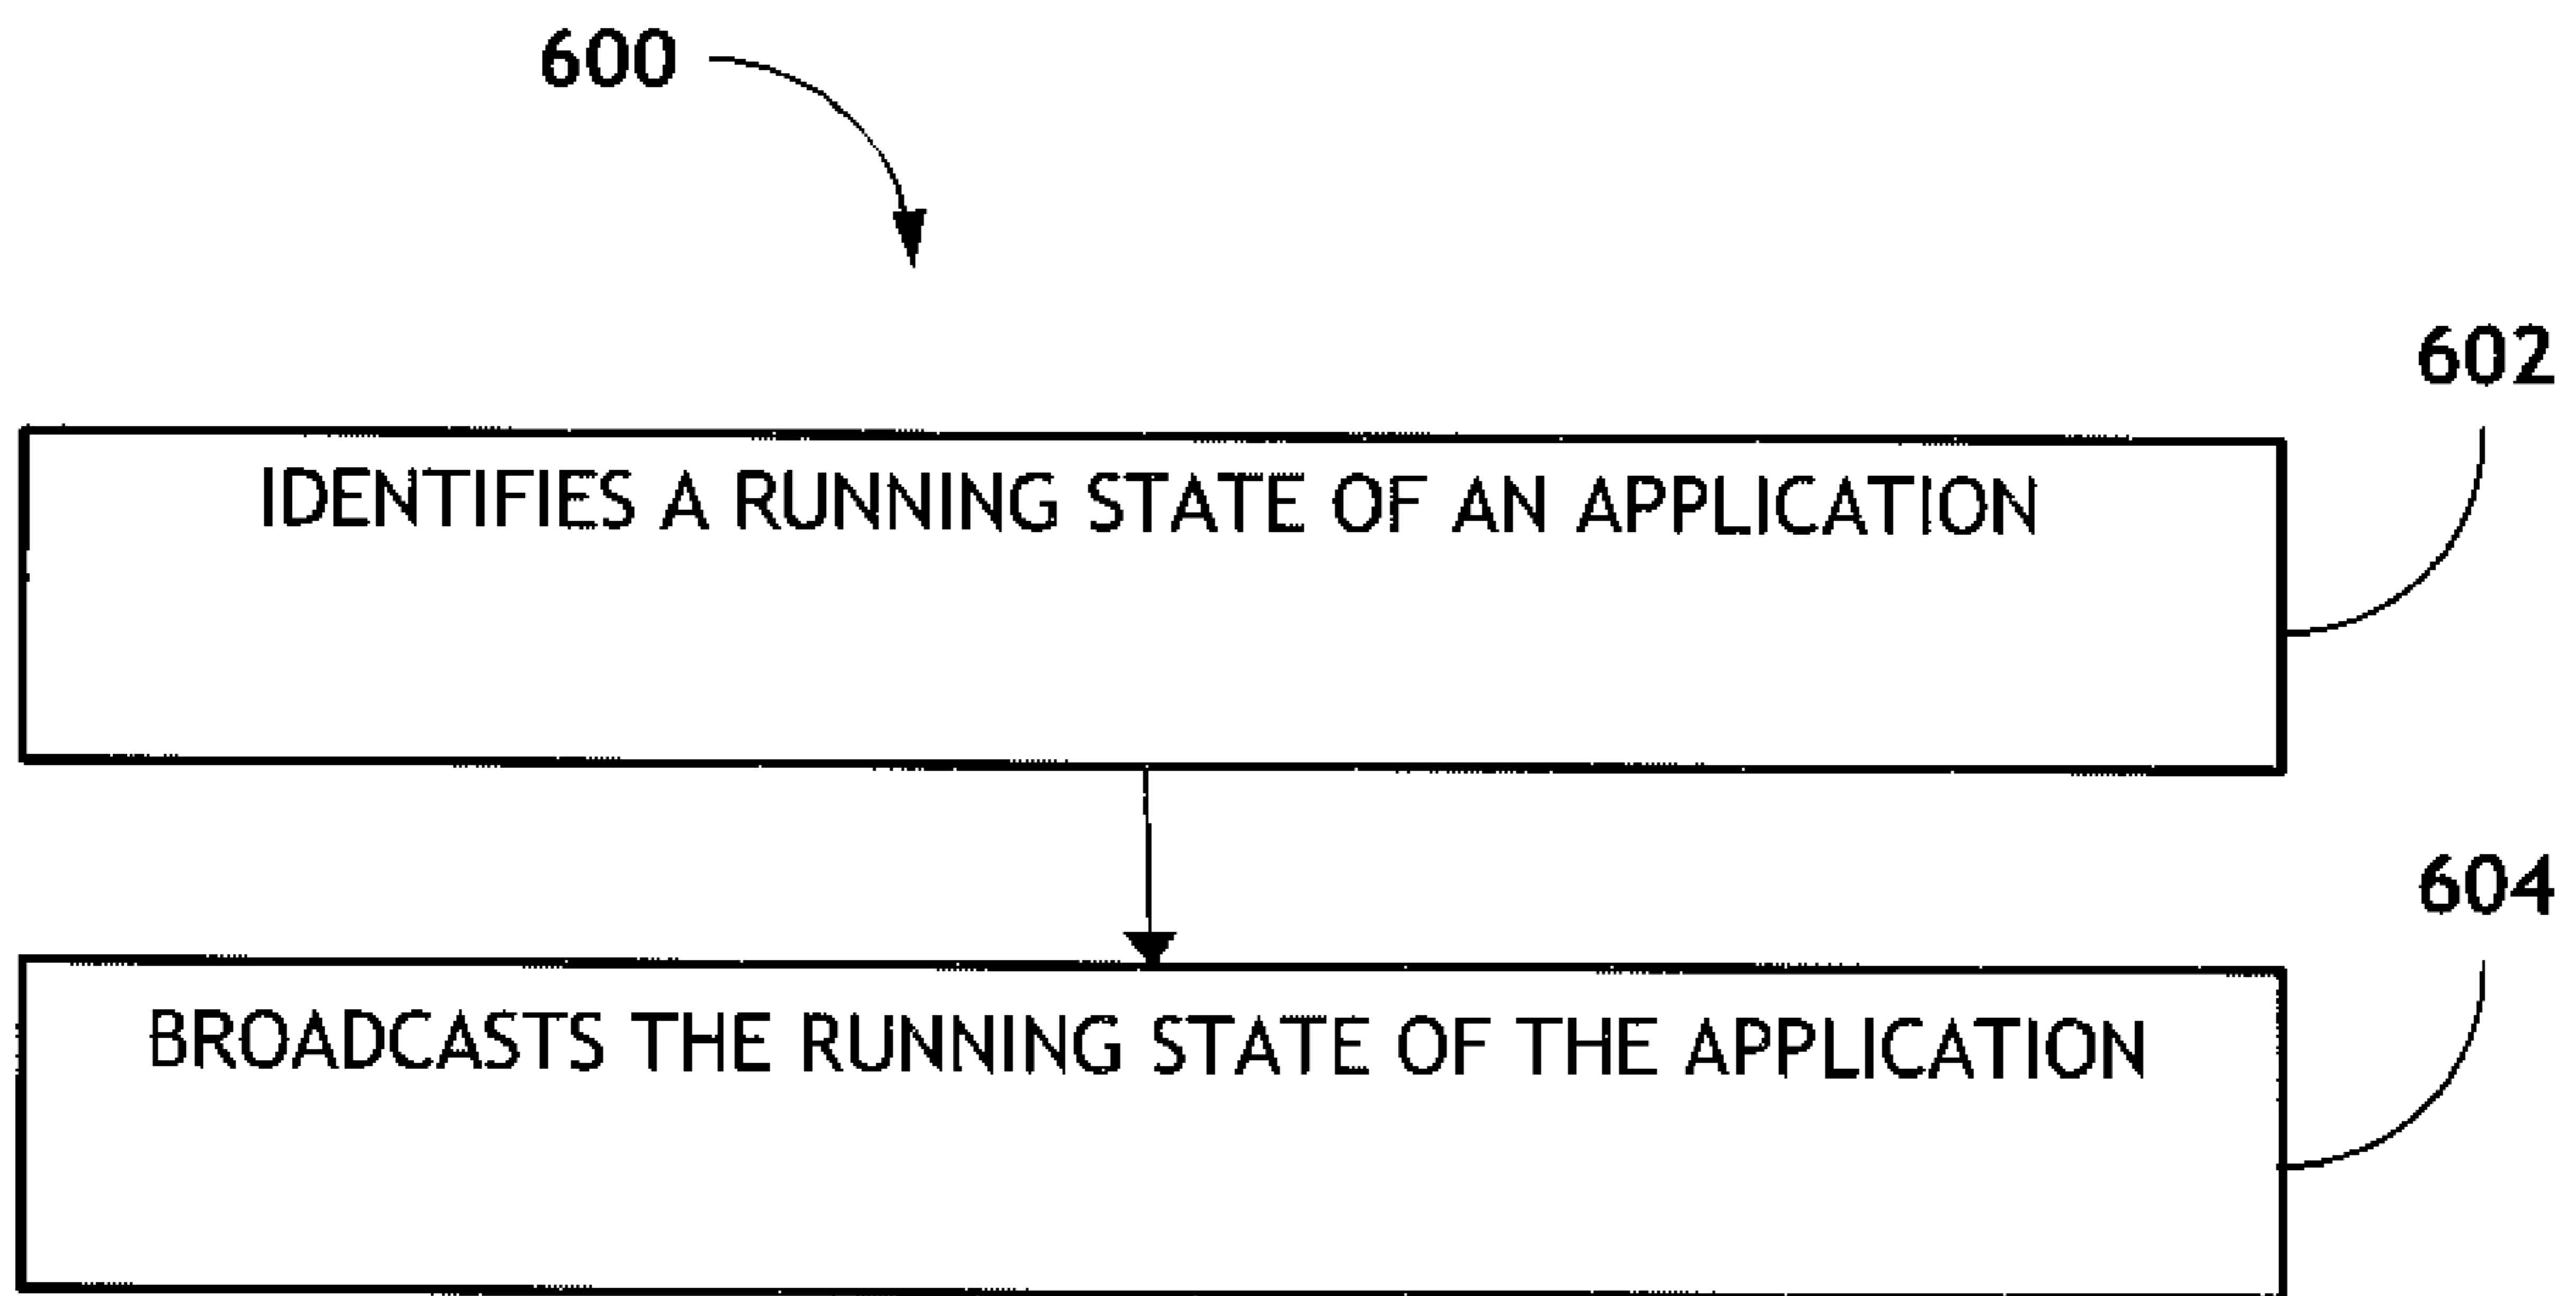 600
602
IDENTIFIES A RUNNING STATE OF AN APPLICATION
604
BROADCASTS THE RUNNING STATE OF THE APPLICATION